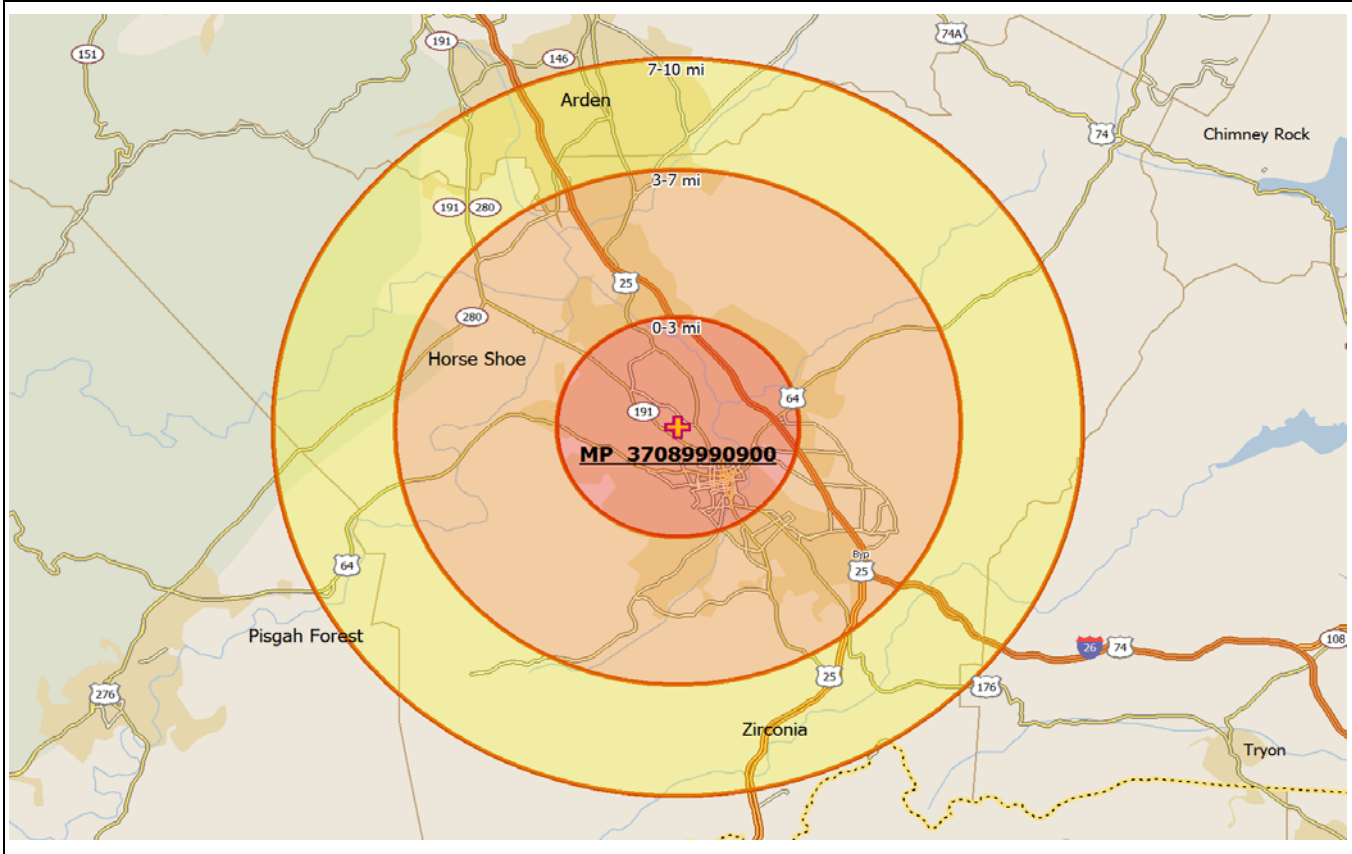 191
74A
151
146
7-10 mi
Arden
74
Chimney Rock
3-7 mi
191 280
25
280
0-3 mi
Horse Shoe
64
191
MP 37089990900
Byp
25
64
Pisgah Forest
26 74
108
25
176
276
Zirconia
Tryon